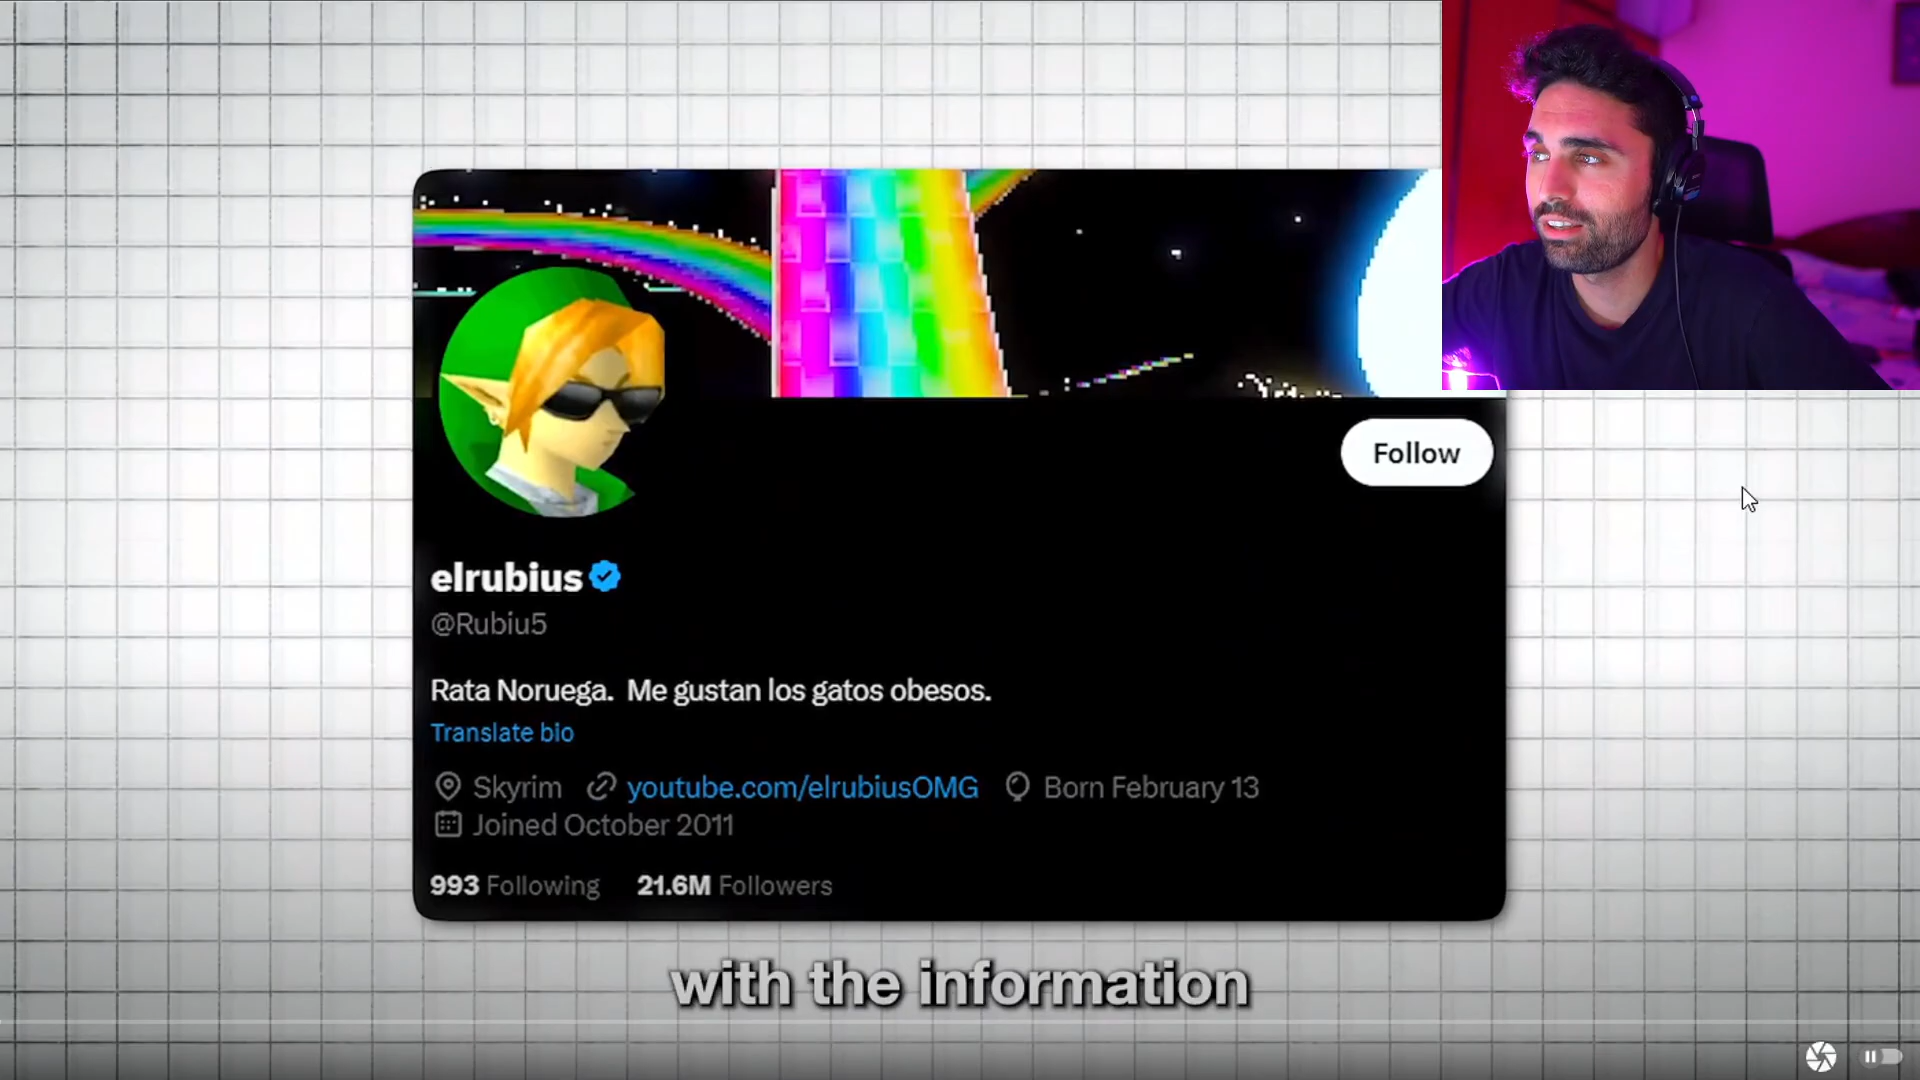 Follow
elrubius
@Rubiu5
Rata Noruega. Me gustan los gatos obesos.
Translate bio
Skyrim youtube.com/elrubiusOMG Born February 13
Joined October 2011
993 Following 21.6M Followers
with the information